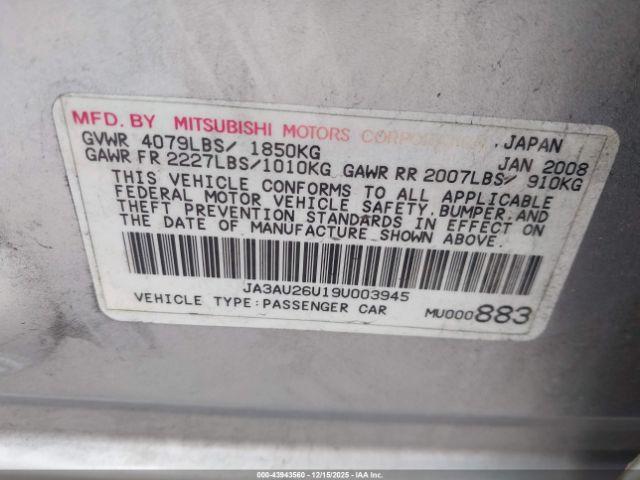 MFD. BY MITSUBISHI MOTORS CORPORATION, JAPAN
GVWR 4079LBS/ 1850KG JAN 2008
GAWR FR 2227LBS/1010KG GAWR RR 2007LBS/ 910KG
THIS VEHICLE CONFORMS TO ALL APPLICABLE
FEDERAL MOTOR VEHICLE SAFETY, BUMPER, AND
THEFT PREVENTION STANDARDS IN EFFECT ON
THE DATE OF MANUFACTURE SHOWN ABOVE.
JA3AU26U19U003945
VEHICLE TYPE:PASSENGER CAR MU000883
000-43943560 - 12/15/2025 - IAAI.COM